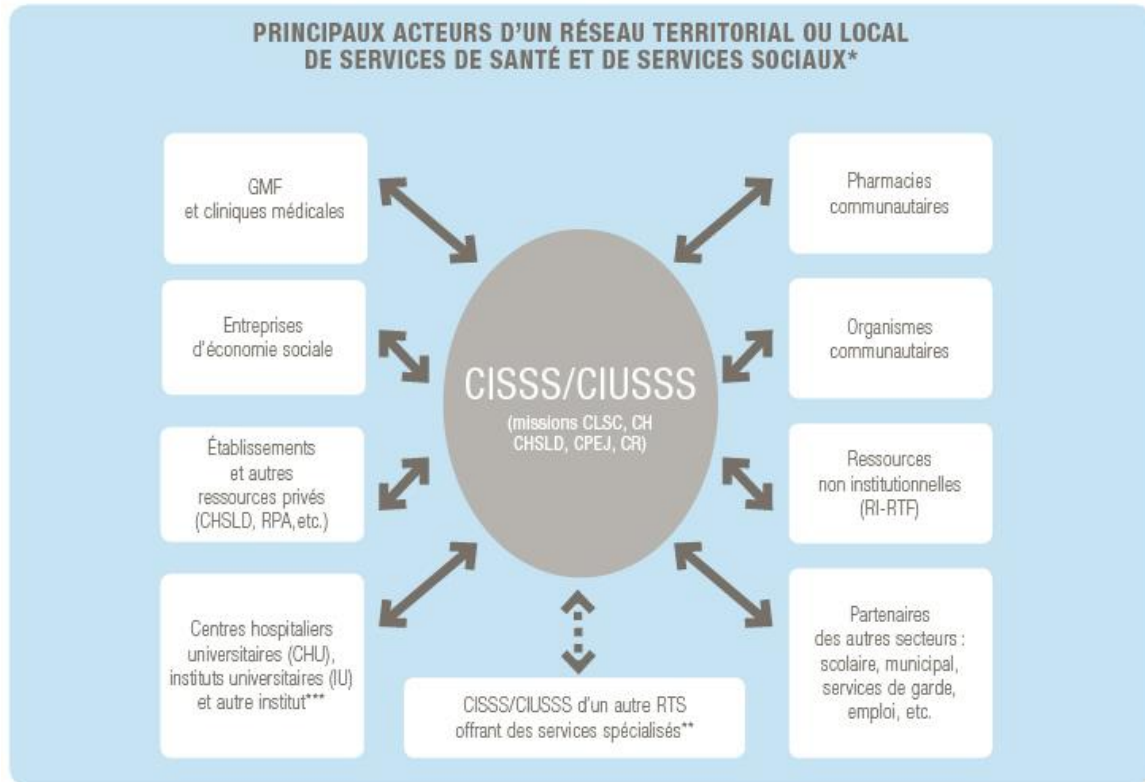 PRINCIPAUX ACTEURS D'UN RÉSEAU TERRITORIAL OU LOCAL
DE SERVICES DE SANTÉ ET DE SERVICES SOCIAUX*
GMF
et cliniques médicales
Entreprises
d'économie sociale
Établissements
et autres
ressources privés
(CHSLD, RPA, etc.)
Centres hospitaliers
universitaires (CHU),
instituts universitaires (IU)
et autre institut***
CISSS/CIUSSS
(missions CLSC, CH
CHSLD, CPEJ, CR)
CISSS/CIUSSS d'un autre RTS
offrant des services spécialisés**
Pharmacies
communautaires
Organismes
communautaires
Ressources
non institutionnelles
(RI-RTF)
Partenaires
des autres secteurs :
scolaire, municipal,
services de garde,
emploi, etc.